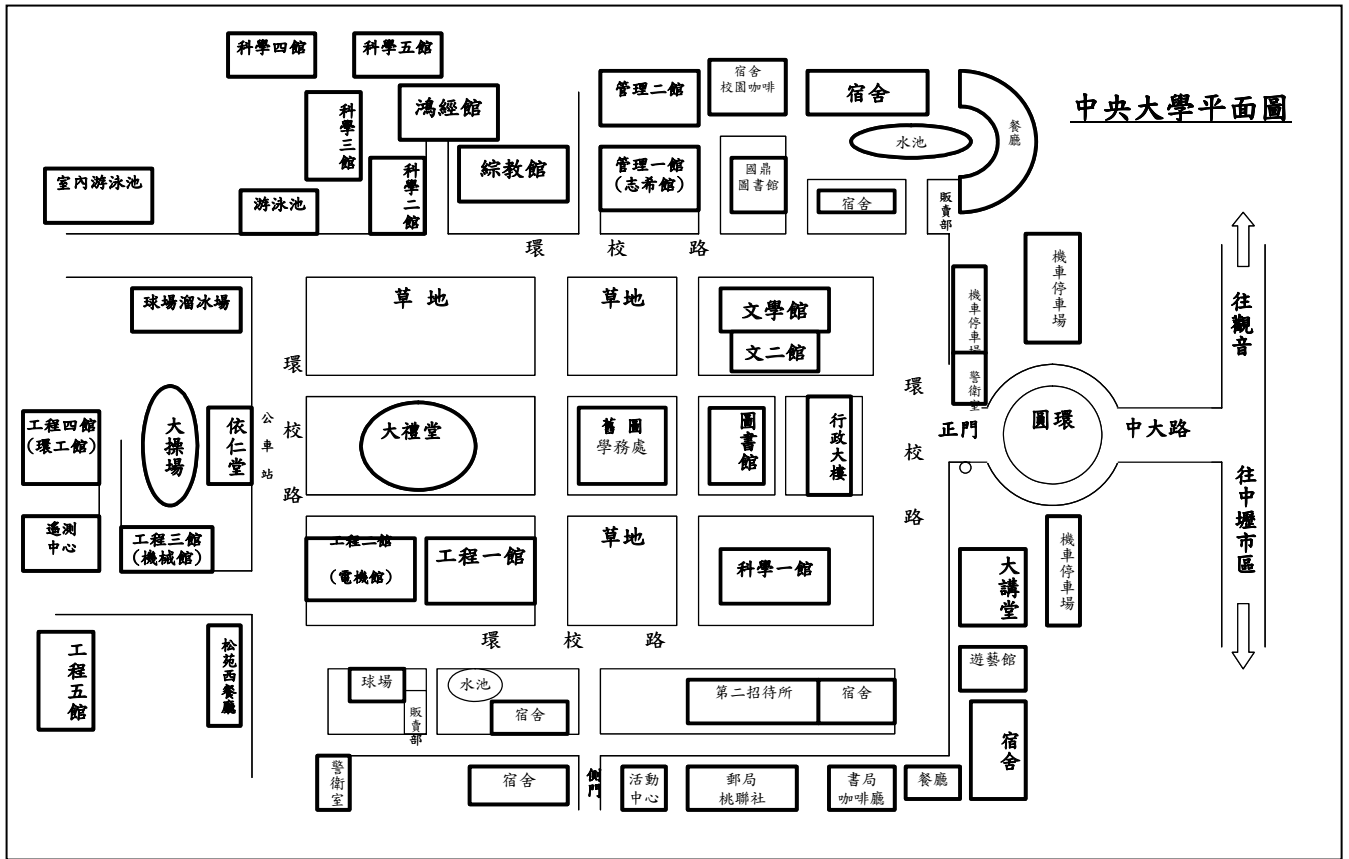 中央大學平面圖
科學四館
科學五館
鴻經館
科學三館
科學二館
綜教館
管理二館
管理一館
(志希館)
宿舍
校園咖啡
國鼎
圖書館
宿舍
水池
餐廳
宿舍
販賣部
室內游泳池
游泳池
環校路
球場溜冰場
草地
草地
文學館
文二館
機車停車場
機車停車場
警衛室
往觀音
環校路
工程四館
(環工館)
大操場
依仁堂
公車站
大禮堂
舊圖
學務處
圖書館
行政大樓
環校路
正門
圓環
中大路
往中壢市區
遙測
中心
工程三館
(機械館)
工程二館
(電機館)
工程一館
草地
科學一館
大講堂
機車停車場
環校路
工程五館
松苑西餐廳
球場
販賣部
水池
宿舍
第二招待所
宿舍
遊藝館
宿舍
警衛室
宿舍
側門
活動
中心
郵局
桃聯社
書局
咖啡廳
餐廳